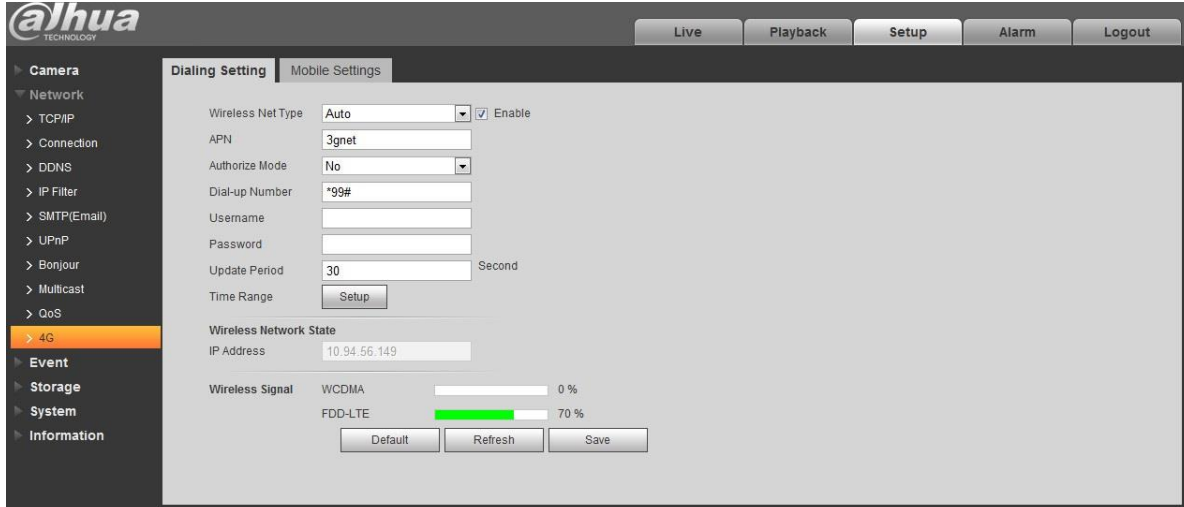 alhua
TECHNOLOGY
Live Playback Setup Alarm Logout
Camera
Network
TCP/IP
Connection
DDNS
IP Filter
SMTP(Email)
UPnP
Bonjour
Multicast
QoS
4G
Event
Storage
System
Information
Dialing Setting Mobile Settings
Wireless Net Type Auto Enable
APN 3gnet
Authorize Mode No
Dial-up Number *99#
Username
Password
Update Period 30 Second
Time Range Setup
Wireless Network State
IP Address 10.94.56.149
Wireless Signal WCDMA 0 %
FDD-LTE 70 %
Default Refresh Save